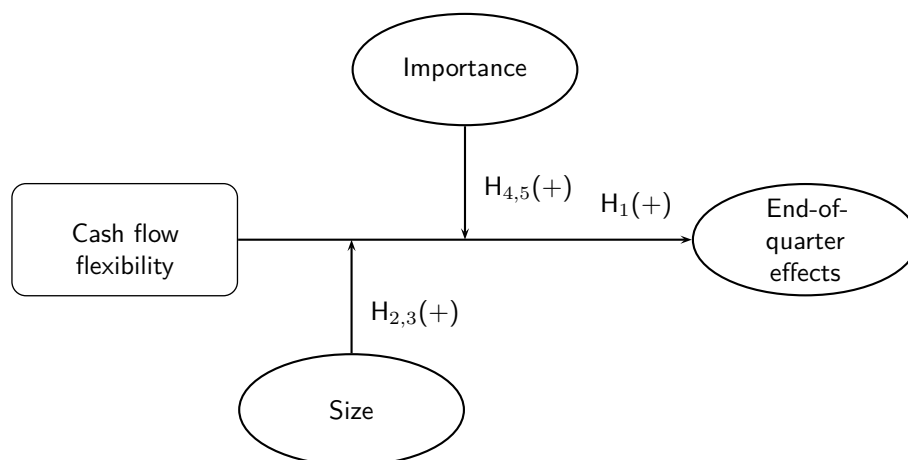 Importance
H₄,₅(+)
H₁(+)
Cash flow
flexibility
End-of-
quarter
effects
H₂,₃(+)
Size